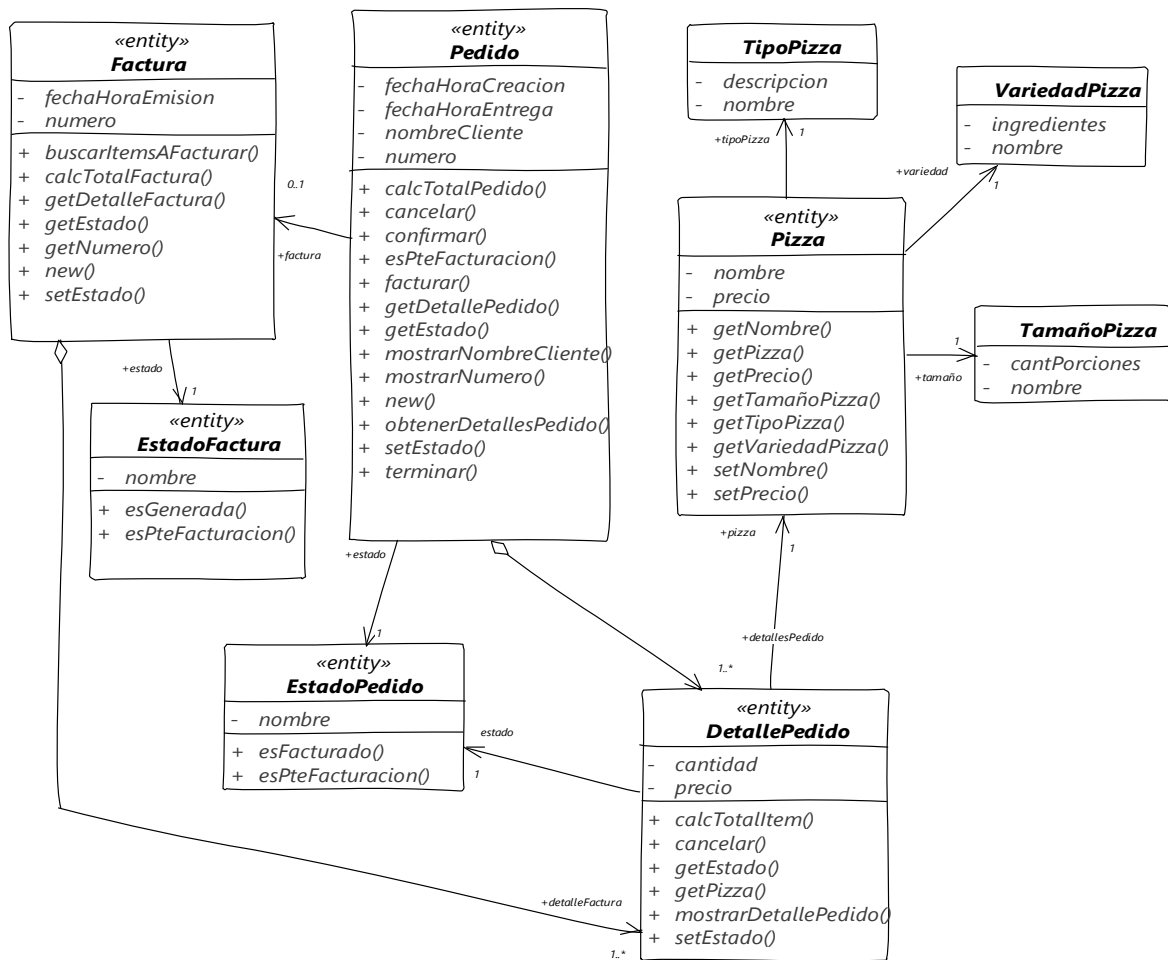 «entity»
Factura
- fechaHoraEmision
- numero
+ buscarItemsAFacturar()
+ calcTotalFactura()
+ getDetalleFactura()
+ getEstado()
+ getNumero()
+ new()
+ setEstado()
«entity»
Pedido
- fechaHoraCreacion
- fechaHoraEntrega
- nombreCliente
- numero
+ calcTotalPedido()
+ cancelar()
+ confirmar()
+ esPteFacturacion()
+ facturar()
+ getDetallePedido()
+ getEstado()
+ mostrarNombreCliente()
+ mostrarNumero()
+ new()
+ obtenerDetallesPedido()
+ setEstado()
+ terminar()
TipoPizza
- descripcion
- nombre
VariedadPizza
- ingredientes
- nombre
+tipoPizza
1
+variedad
1
0..1
+factura
«entity»
Pizza
- nombre
- precio
+ getNombre()
+ getPizza()
+ getPrecio()
+ getTamañoPizza()
+ getTipoPizza()
+ getVariedadPizza()
+ setNombre()
+ setPrecio()
1
+tamaño
TamañoPizza
- cantPorciones
- nombre
+estado
1
«entity»
EstadoFactura
- nombre
+ esGenerada()
+ esPteFacturacion()
+estado
1
+pizza
1
+detallesPedido
1..*
«entity»
EstadoPedido
- nombre
+ esFacturado()
+ esPteFacturacion()
estado
1
«entity»
DetallePedido
- cantidad
- precio
+ calcTotalItem()
+ cancelar()
+ getEstado()
+ getPizza()
+ mostrarDetallePedido()
+ setEstado()
+detalleFactura
1..*